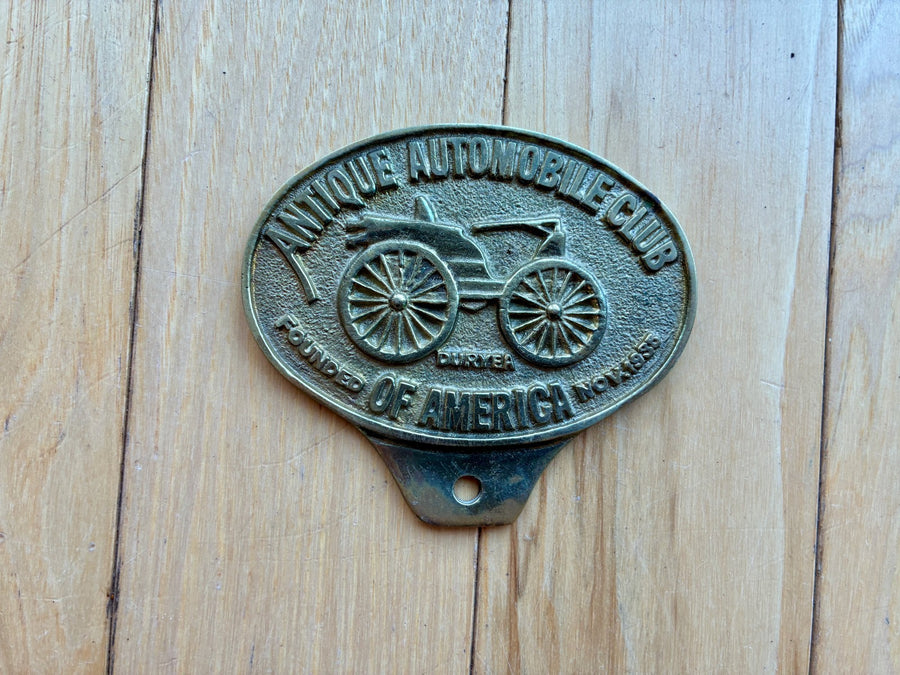 ANTIQUE AUTOMOBILE CLUB
DURYEA
FOUNDED OF AMERICA NOV. 1935